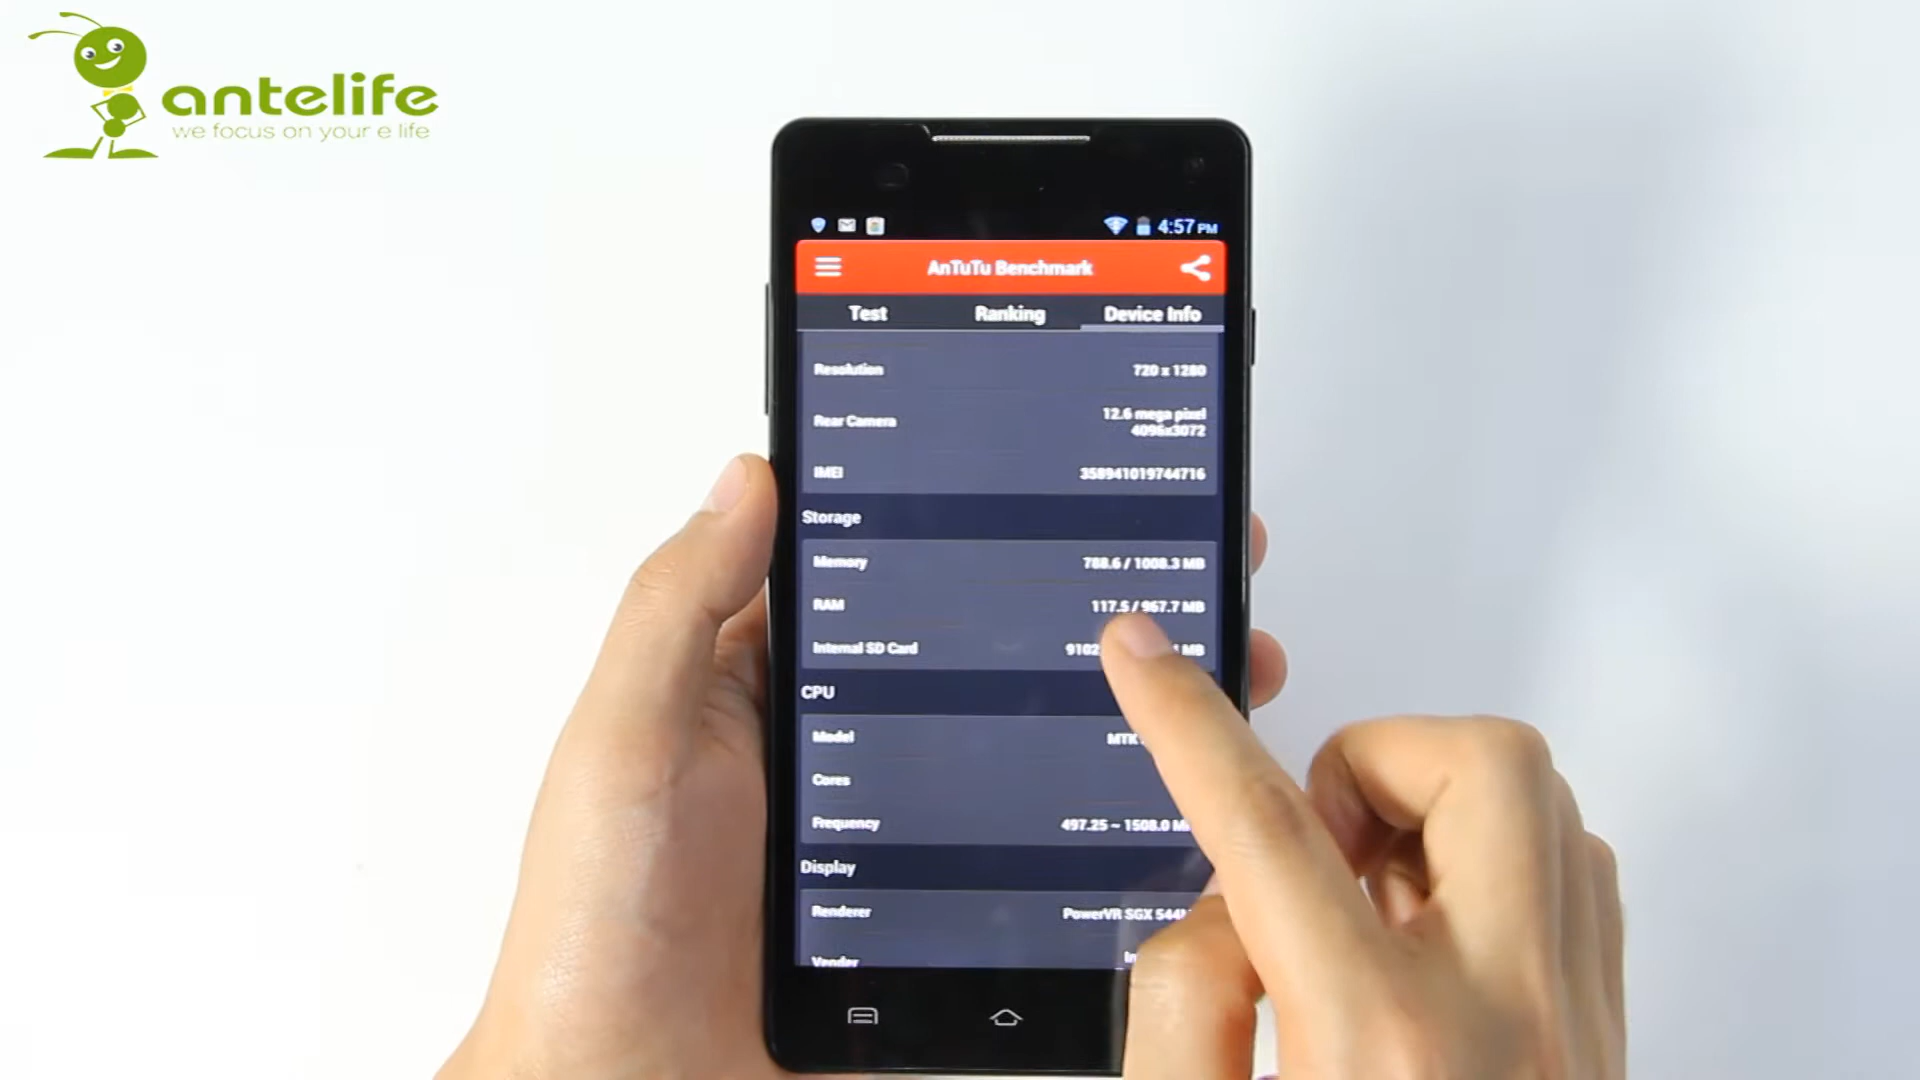 antelife
we focus on your e life
4:57 PM
AnTuTu Benchmark
Test Ranking Device Info
Resolution 720 x 1280
Rear Camera 12.6 mega pixel
4096x3072
IMEI 358941019744716
Storage
Memory 788.6 / 1008.3 MB
RAM 117.5 / 967.7 MB
Internal SD Card MB
CPU
Model MTK
Cores
Frequency 497.25 ~ 1508.0
Display
Renderer PowerVR SGX
Vender